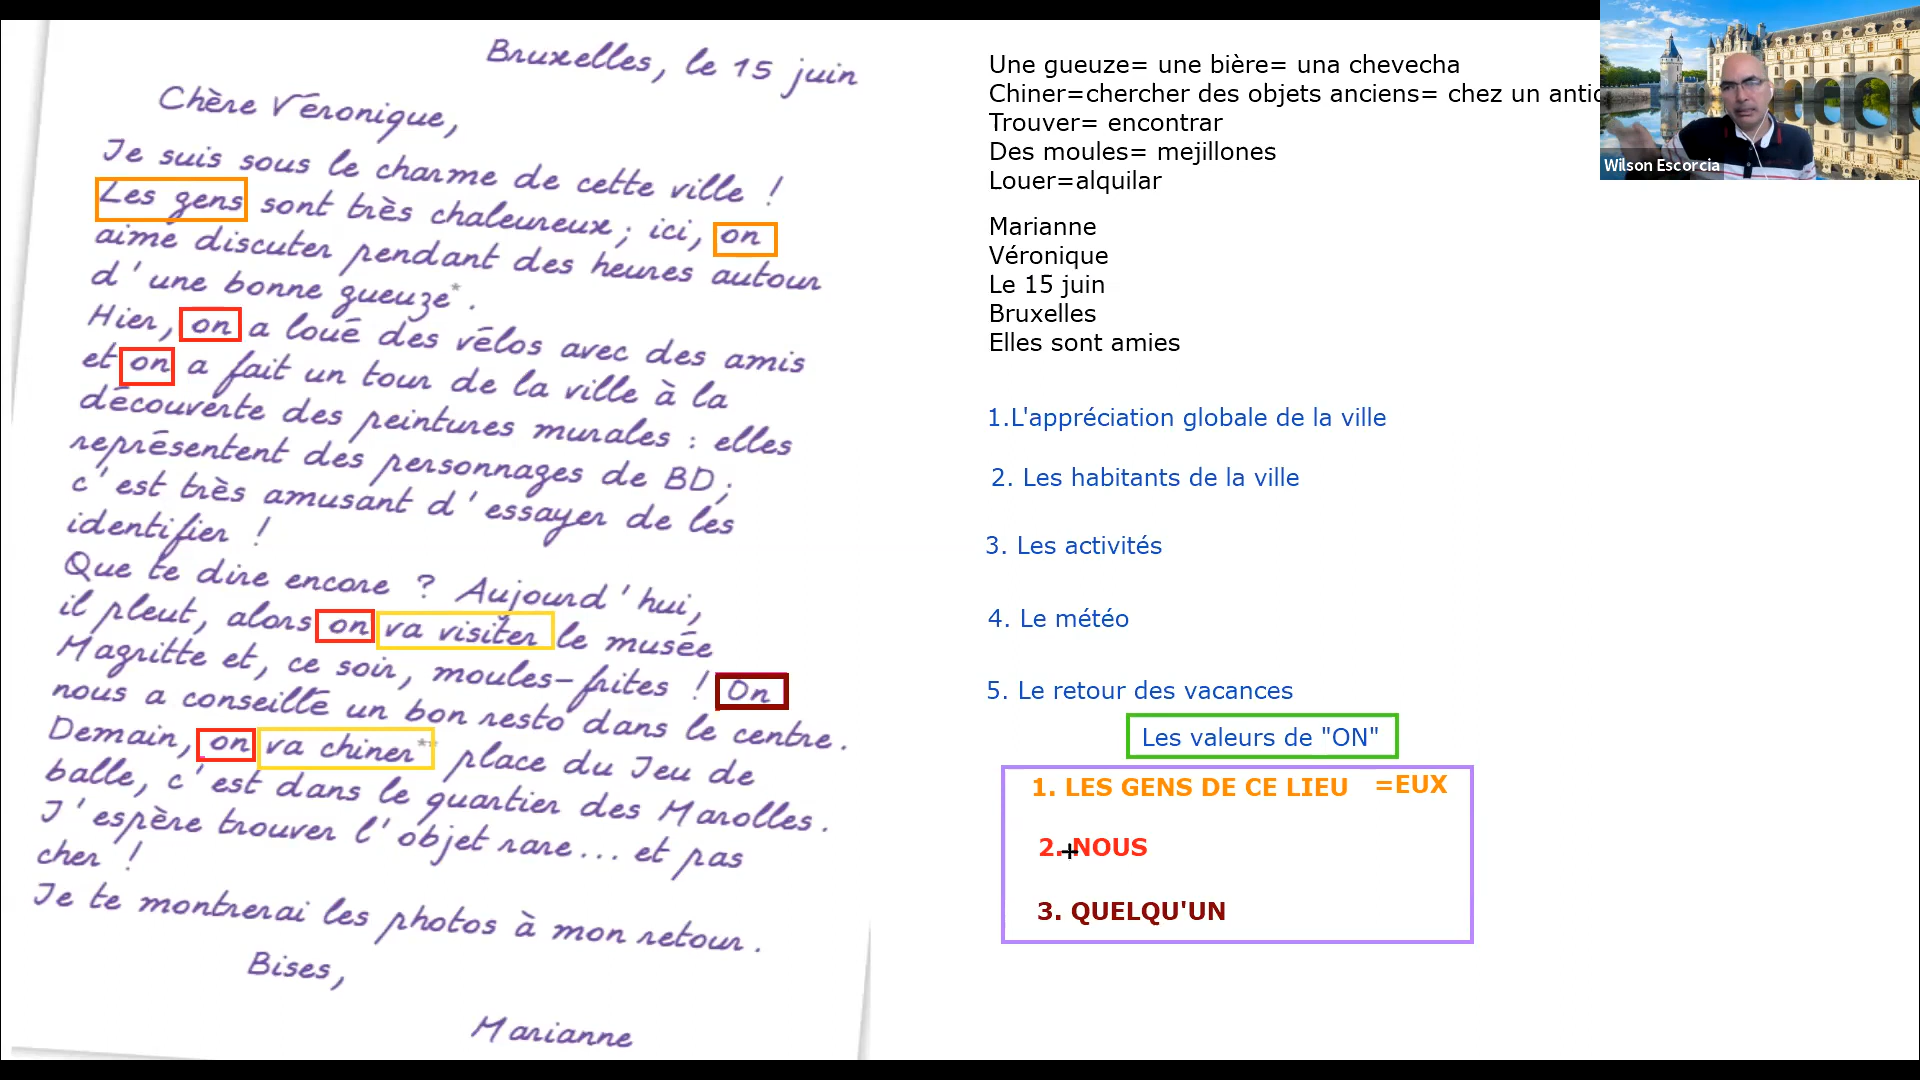 Bruxelles, le 15 juin
Chère Véronique,
Je suis sous le charme de cette ville !
Les gens sont très chaleureux ; ici, on
aime discuter pendant des heures autour
d'une bonne gueuze*.
Hier, on a loué des vélos avec des amis
et on a fait un tour de la ville à la
découverte des peintures murales : elles
représentent des personnages de BD ;
c'est très amusant d'essayer de les
identifier !
Que te dire encore ? Aujourd'hui,
il pleut, alors on va visiter le musée
Magritte et, ce soir, moules-frites ! On
nous a conseillé un bon resto dans le centre.
Demain, on va chiner** place du Jeu de
balle, c'est dans le quartier des Marolles.
J'espère trouver l'objet rare... et pas
cher !
Je te montrerai les photos à mon retour.
Bises,
Marianne
Une gueuze= une bière= una chevecha
Chiner=chercher des objets anciens= chez un
Trouver= encontrar
Des moules= mejillones
Louer=alquilar
Marianne
Véronique
Le 15 juin
Bruxelles
Elles sont amies
1.L'appréciation globale de la ville
2. Les habitants de la ville
3. Les activités
4. Le météo
5. Le retour des vacances
Les valeurs de "ON"
1. LES GENS DE CE LIEU =EUX
2. NOUS
3. QUELQU'UN
Wilson Escorcia